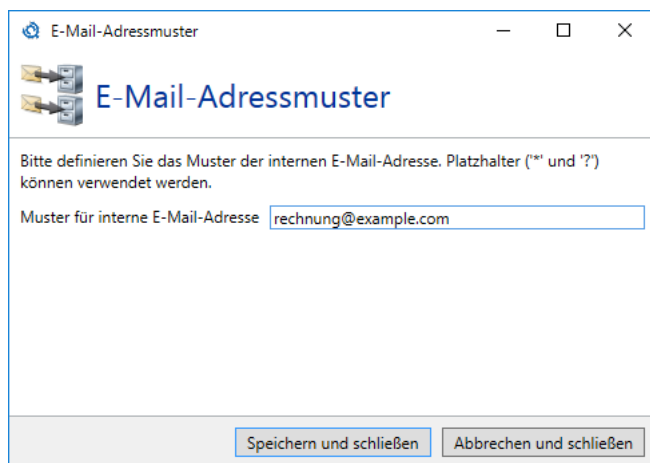 E-Mail-Adressmuster
E-Mail-Adressmuster
Bitte definieren Sie das Muster der internen E-Mail-Adresse. Platzhalter ('*' und '?')
können verwendet werden.
Muster für interne E-Mail-Adresse rechnung@example.com
Speichern und schließen Abbrechen und schließen